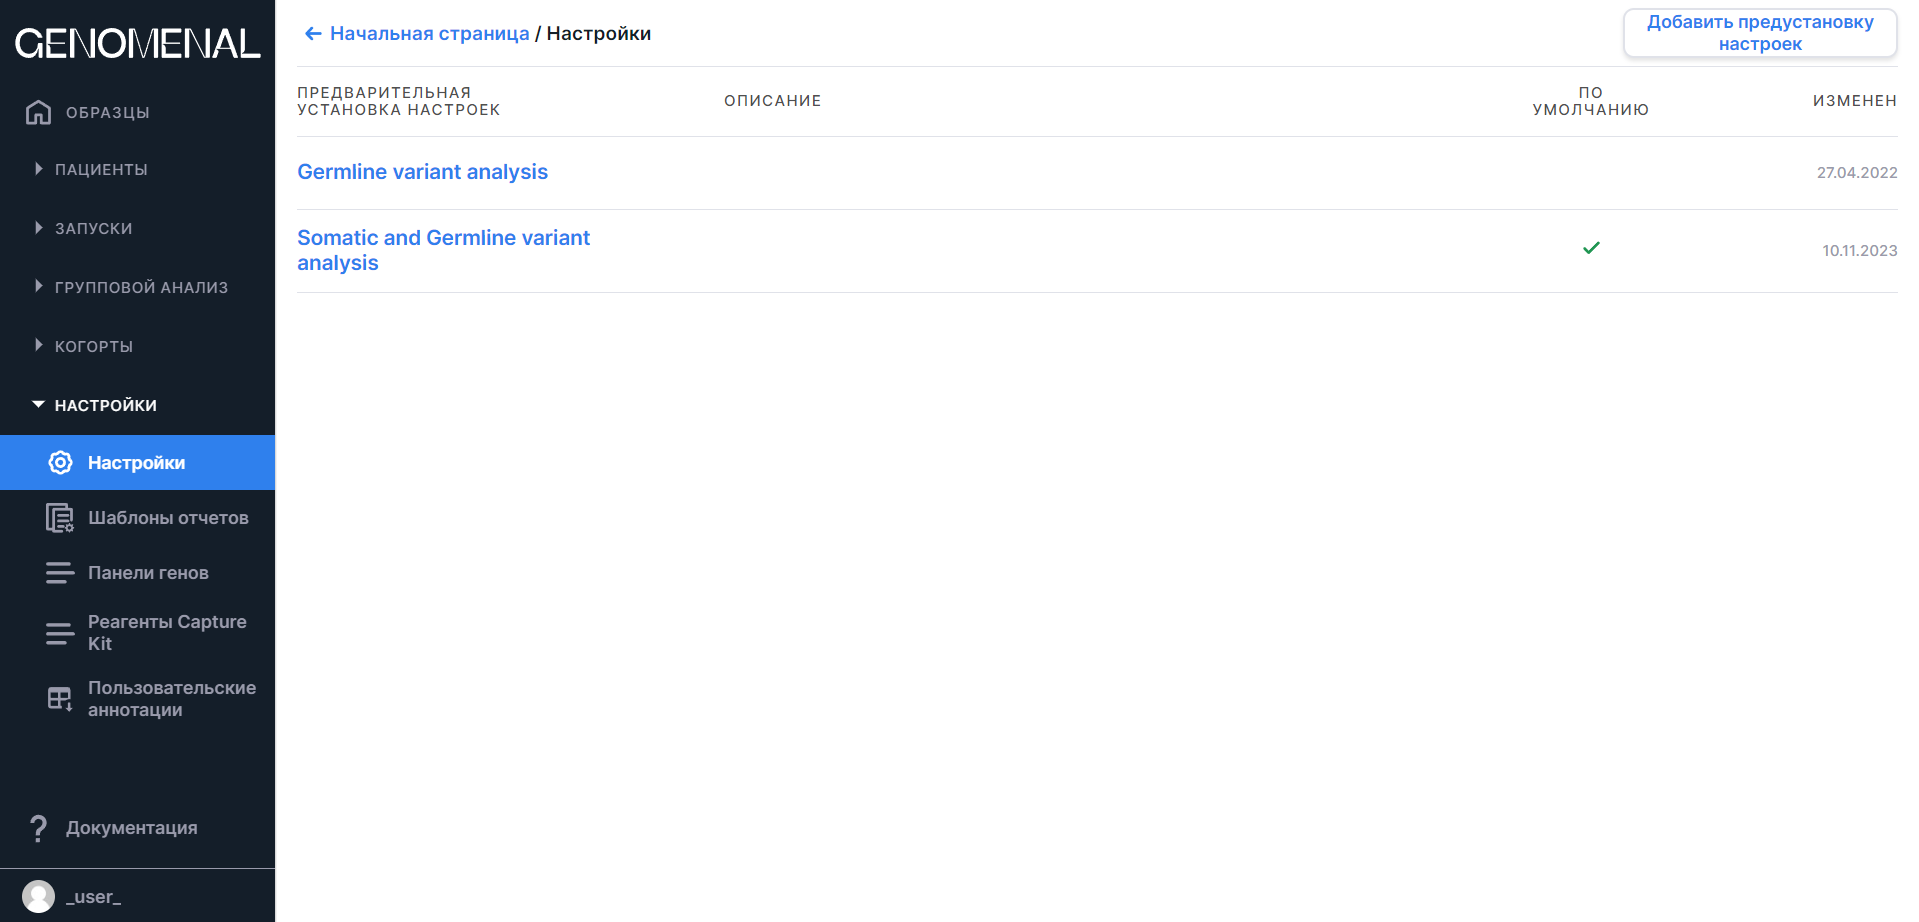 GENOMENAL
ОБРАЗЦЫ
ПАЦИЕНТЫ
ЗАПУСКИ
ГРУППОВОЙ АНАЛИЗ
КОГОРТЫ
НАСТРОЙКИ
Настройки
Шаблоны отчетов
Панели генов
Реагенты Capture
Kit
Пользовательские
аннотации
Документация
_user_
← Начальная страница / Настройки
Добавить предустановку
настроек
ПРЕДВАРИТЕЛЬНАЯ
УСТАНОВКА НАСТРОЕК
ОПИСАНИЕ
ПО
УМОЛЧАНИЮ
ИЗМЕНЕН
Germline variant analysis
27.04.2022
Somatic and Germline variant
analysis
10.11.2023